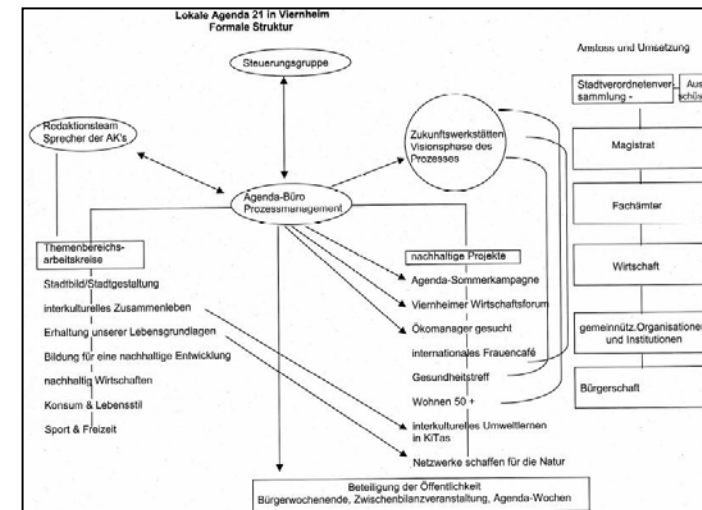 Lokale Agenda 21 in Viernheim
Formale Struktur
Steuerungsgruppe
Redaktionsteam
Sprecher der AK's
Zukunftswerkstätten
Visionsphase des
Prozesses
Agenda-Büro
Prozessmanagement
Themenbereichs-
arbeitskreise
Stadtbild/Stadtgestaltung
interkulturelles Zusammenleben
Erhaltung unserer Lebensgrundlagen
Bildung für eine nachhaltige Entwicklung
nachhaltig Wirtschaften
Konsum & Lebensstil
Sport & Freizeit
nachhaltige Projekte
Agenda-Sommerkampagne
Viernheimer Wirtschaftsforum
Ökomanager gesucht
internationales Frauencafé
Gesundheitstreff
Wohnen 50 +
interkulturelles Umweltlernen
in KiTas
Netzwerke schaffen für die Natur
Beteiligung der Öffentlichkeit
Bürgerwochenende, Zwischenbilanzveranstaltung, Agenda-Wochen
Anstoss und Umsetzung
Stadtverordnetenver-
sammlung -
Aus
schüs
Magistrat
Fachämter
Wirtschaft
gemeinnütz.Organisationen
und Institutionen
Bürgerschaft